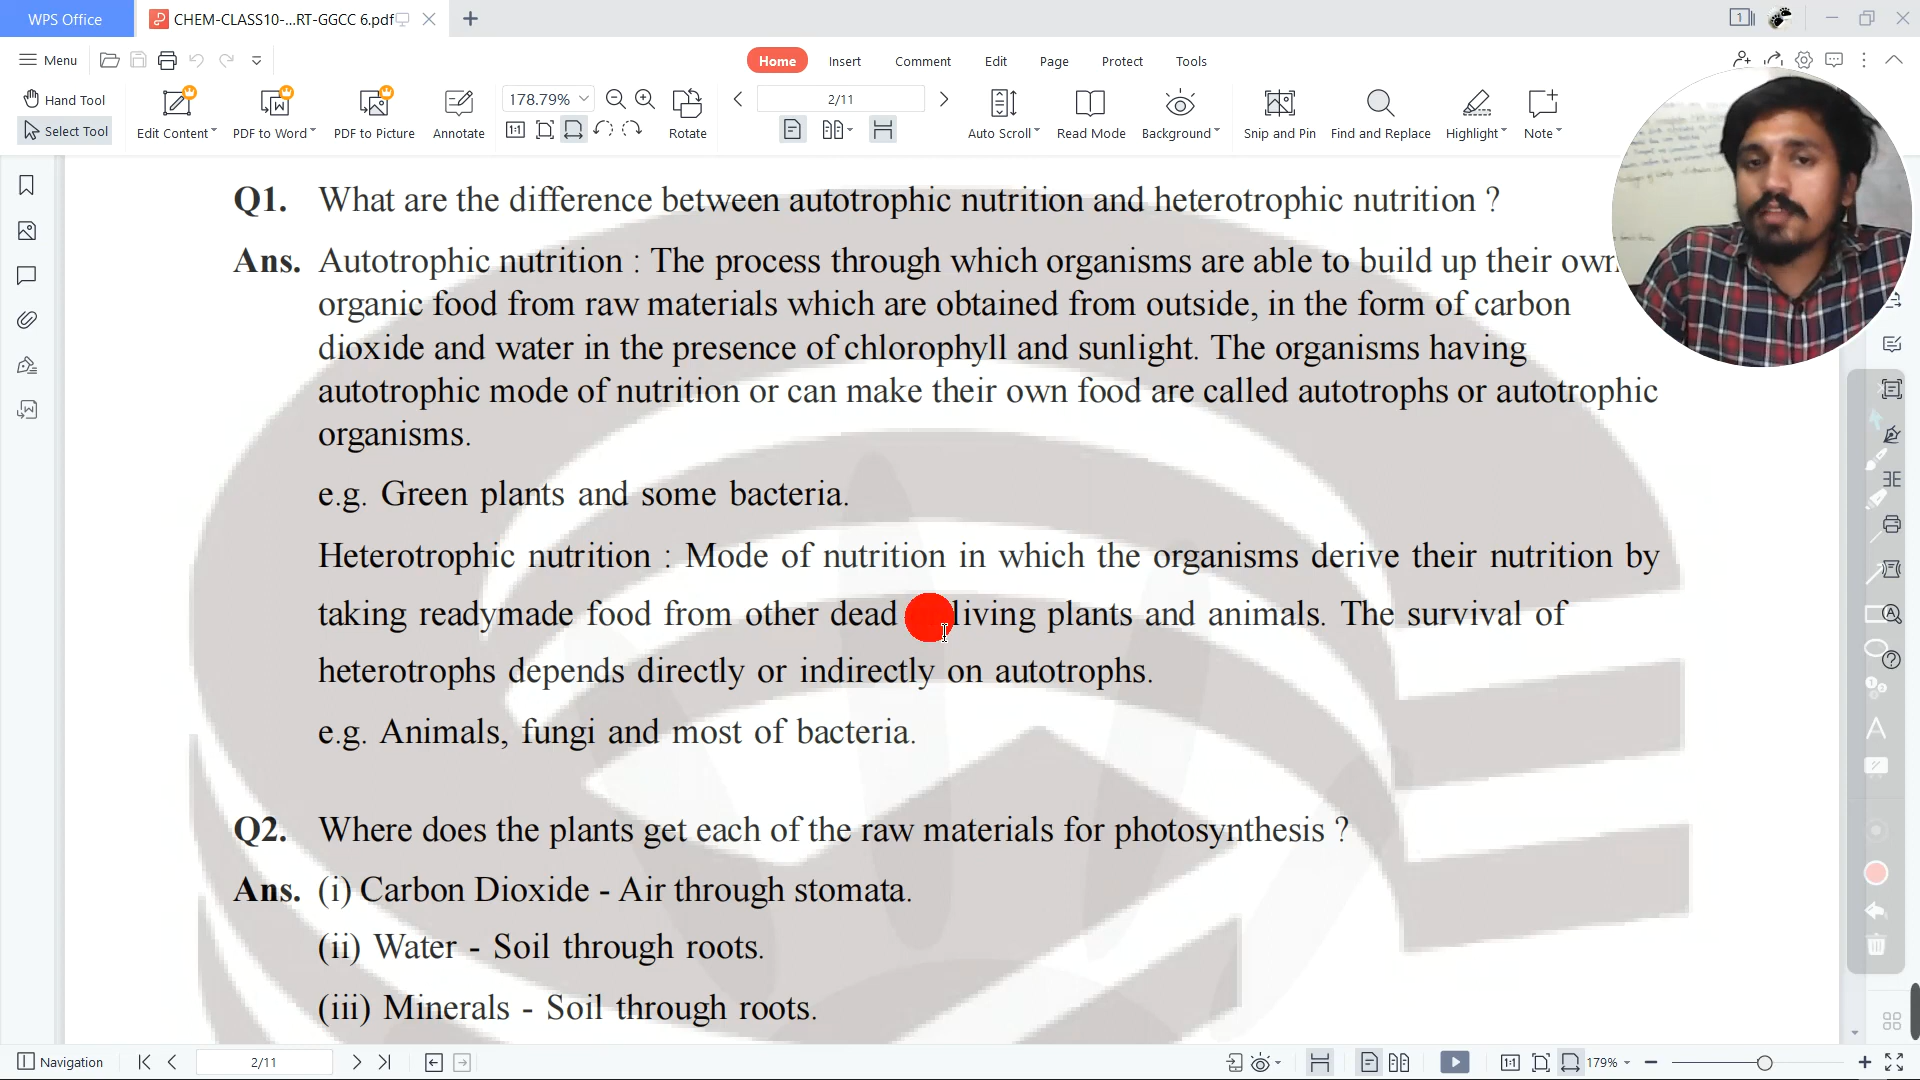 WPS Office
CHEM-CLASS10-...RT-GGCC 6.pdf
1
Menu
Home Insert Comment Edit Page Protect Tools
Hand Tool
Select Tool
Edit Content PDF to Word PDF to Picture Annotate
178.79%
1:1
Rotate
2/11
Auto Scroll Read Mode Background Snip and Pin Find and Replace Highlight Note
Q1. What are the difference between autotrophic nutrition and heterotrophic nutrition ?
Ans. Autotrophic nutrition : The process through which organisms are able to build up their own
organic food from raw materials which are obtained from outside, in the form of carbon
dioxide and water in the presence of chlorophyll and sunlight. The organisms having
autotrophic mode of nutrition or can make their own food are called autotrophs or autotrophic
organisms.
e.g. Green plants and some bacteria.
Heterotrophic nutrition : Mode of nutrition in which the organisms derive their nutrition by
taking readymade food from other dead living plants and animals. The survival of
heterotrophs depends directly or indirectly on autotrophs.
e.g. Animals, fungi and most of bacteria.
Q2. Where does the plants get each of the raw materials for photosynthesis ?
Ans. (i) Carbon Dioxide - Air through stomata.
(ii) Water - Soil through roots.
(iii) Minerals - Soil through roots.
Navigation
2/11
1:1
179%